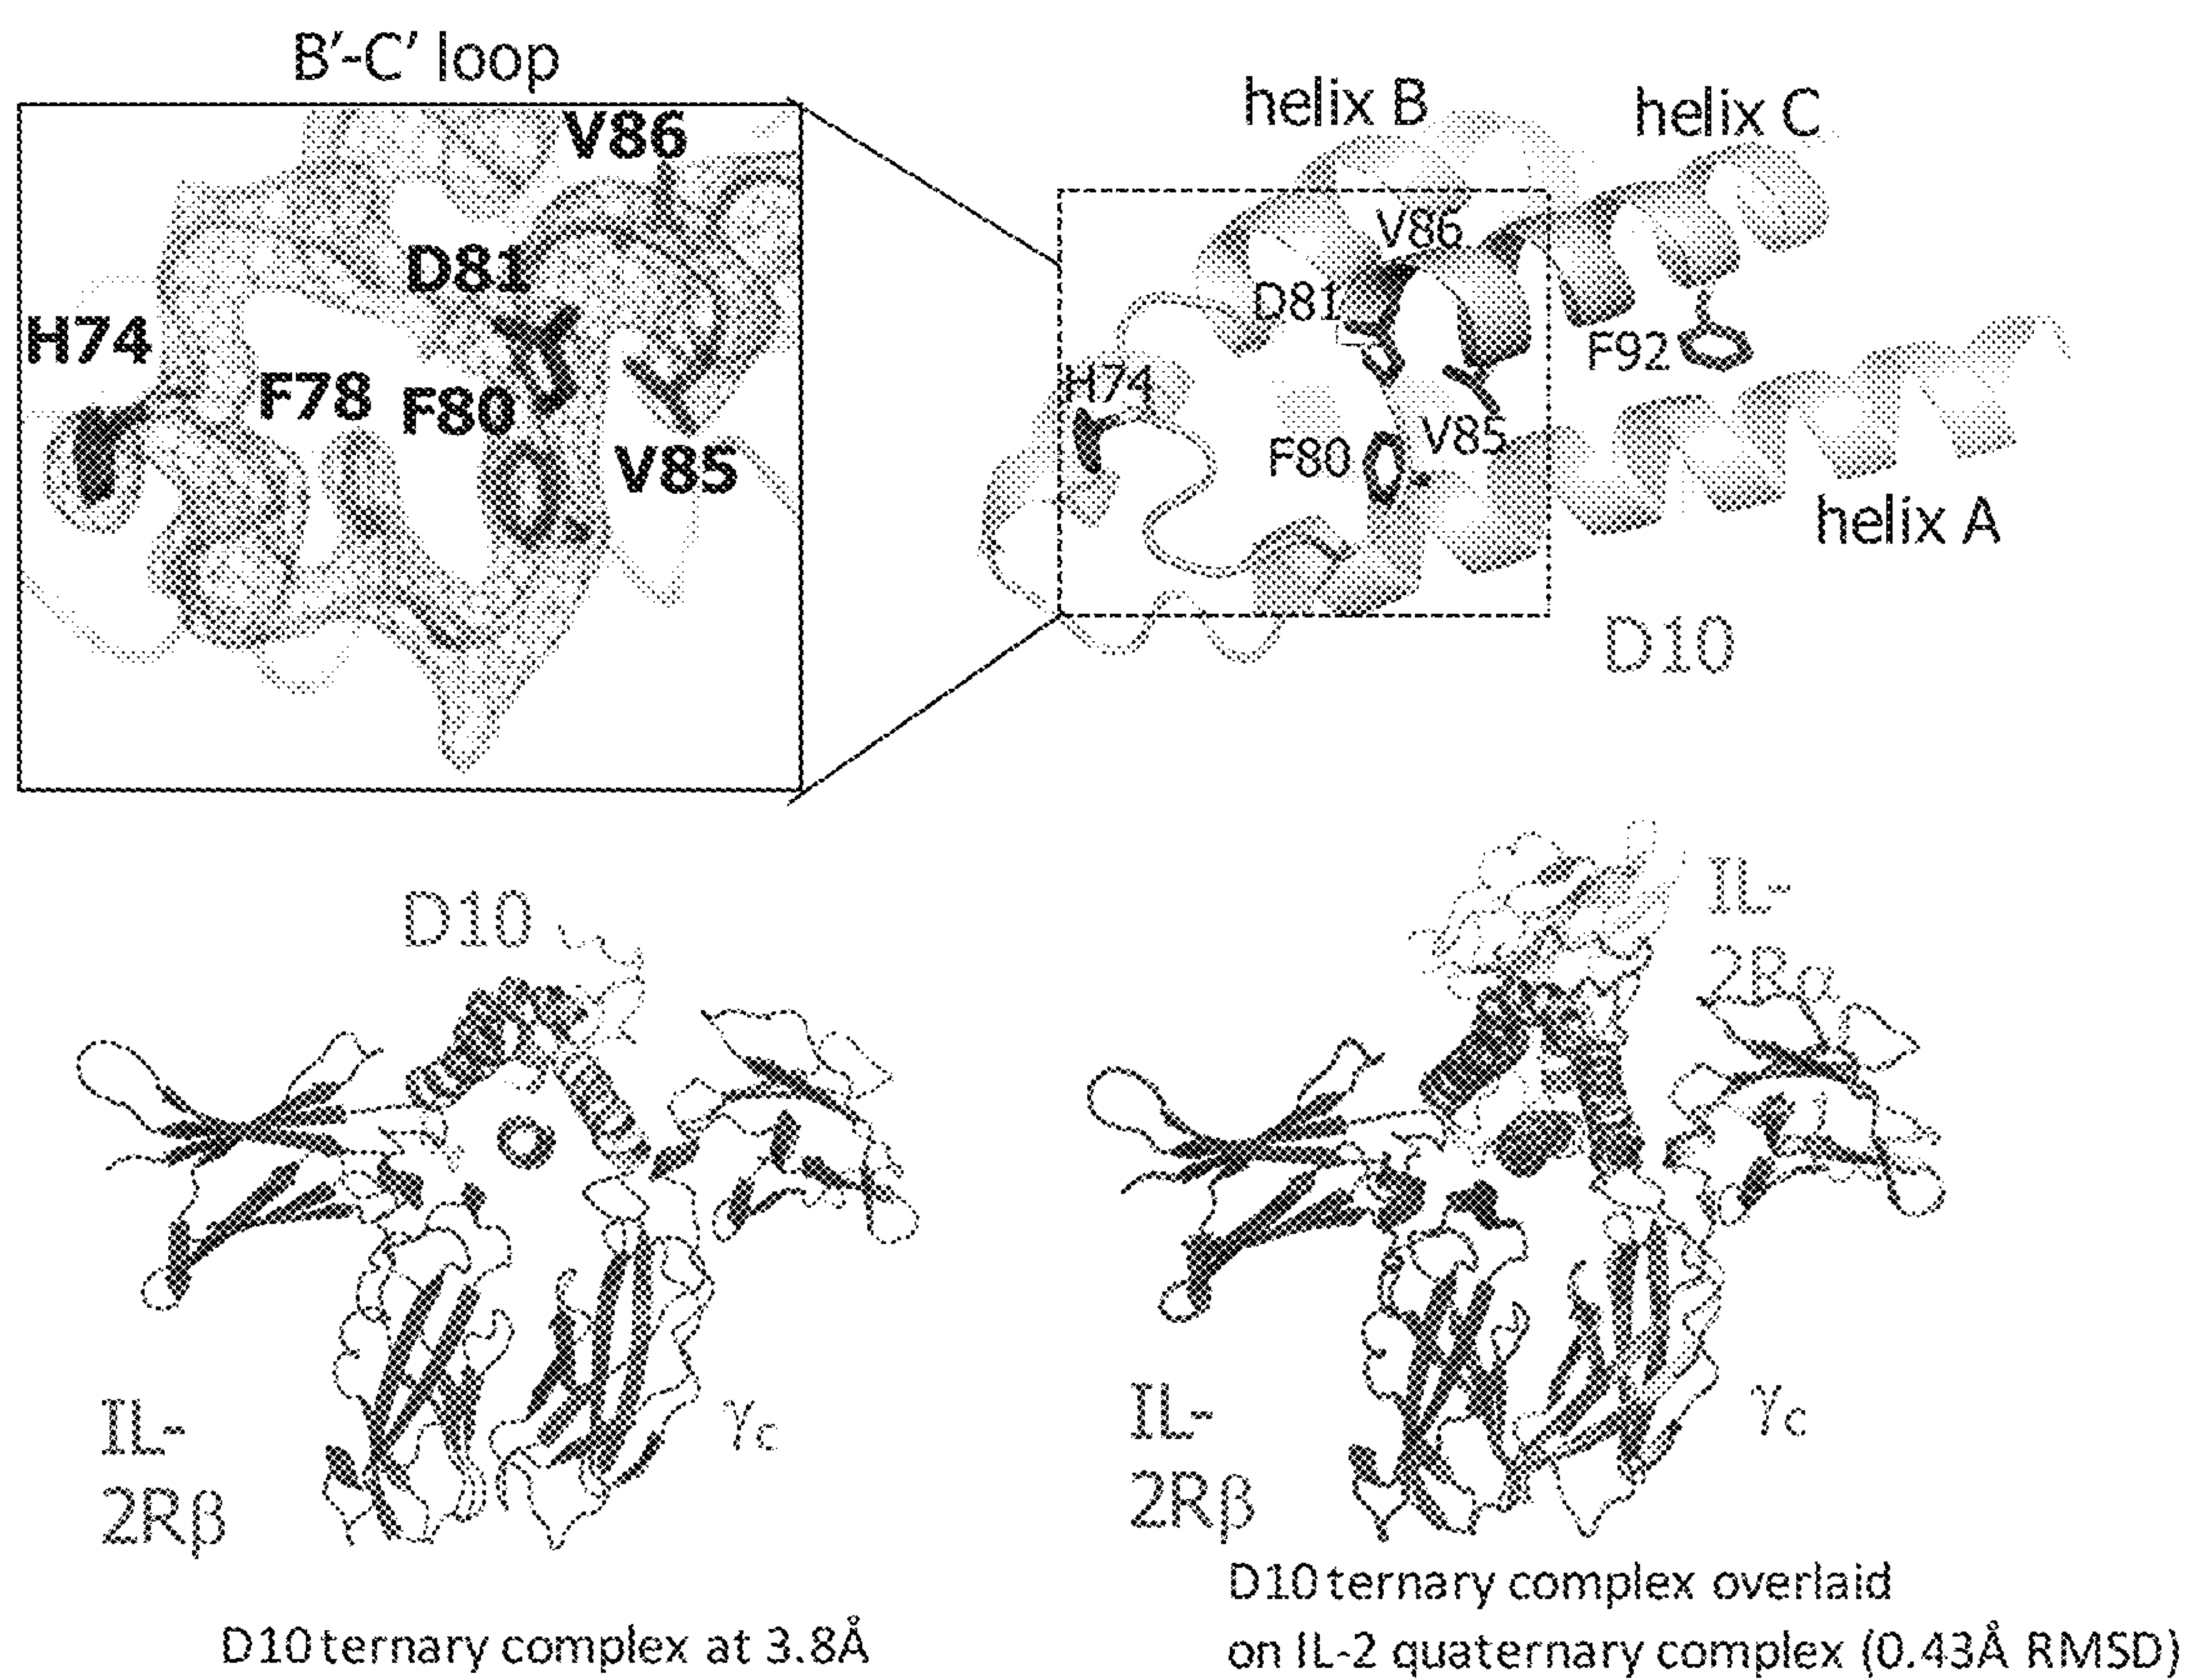 B′-C′ loop
V86
D81
H74
F78
F80
V85
helix B
helix C
V86
D81
F92
H74
V85
F80
helix A
D10
D10
IL-
2Rα
IL-
2Rβ
γc
IL-
2Rβ
γc
D10 ternary complex at 3.8Å
D10 ternary complex overlaid
on IL-2 quaternary complex (0.43Å RMSD)